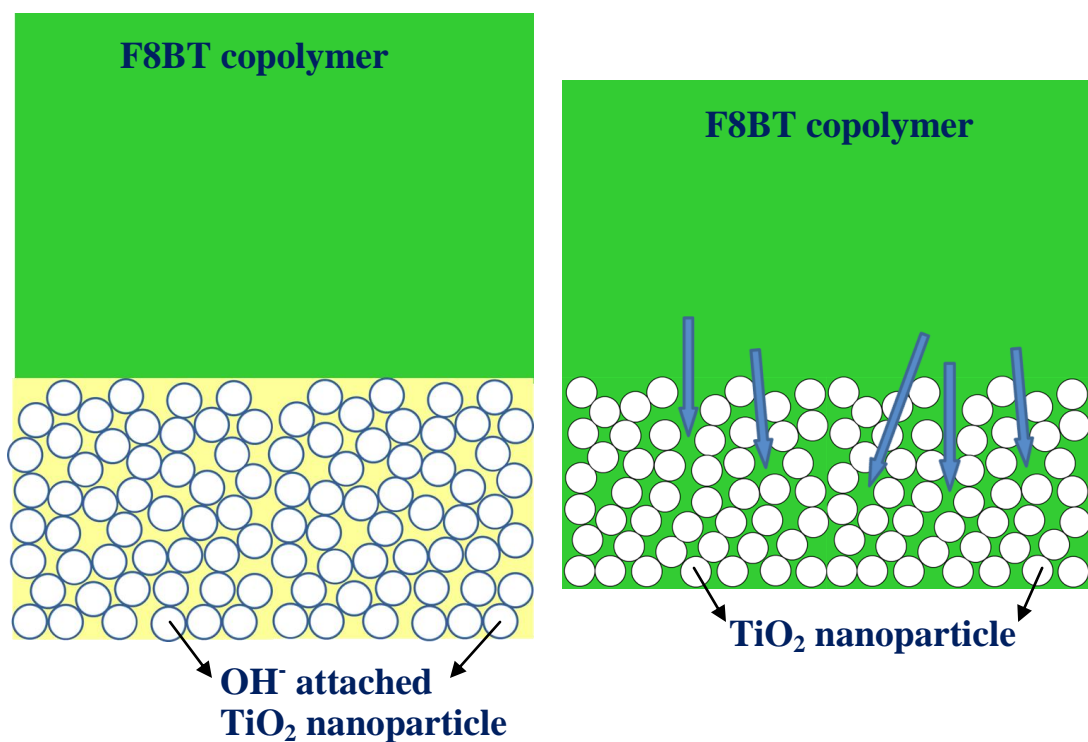 F8BT copolymer
F8BT copolymer
OH⁻ attached
TiO₂ nanoparticle
TiO₂ nanoparticle